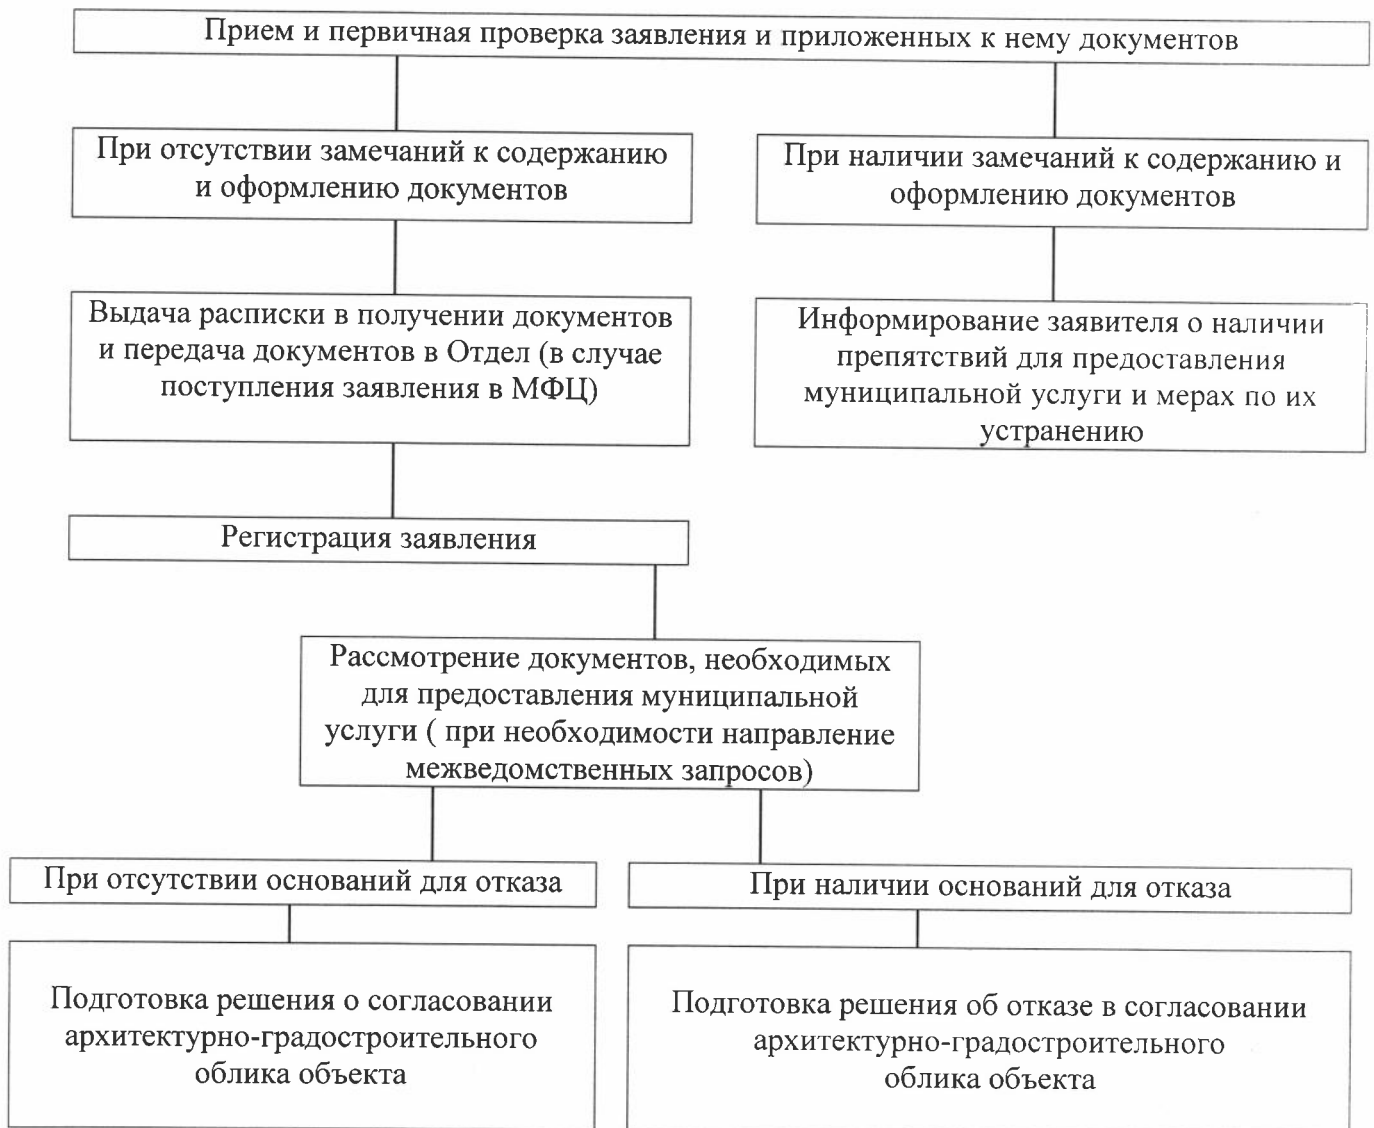 Прием и первичная проверка заявления и приложенных к нему документов
При отсутствии замечаний к содержанию
и оформлению документов
При наличии замечаний к содержанию и
оформлению документов
Выдача расписки в получении документов
и передача документов в Отдел (в случае
поступления заявления в МФЦ)
Информирование заявителя о наличии
препятствий для предоставления
муниципальной услуги и мерах по их
устранению
Регистрация заявления
Рассмотрение документов, необходимых
для предоставления муниципальной
услуги ( при необходимости направление
межведомственных запросов)
При отсутствии оснований для отказа
При наличии оснований для отказа
Подготовка решения о согласовании
архитектурно-градостроительного
облика объекта
Подготовка решения об отказе в согласовании
архитектурно-градостроительного
облика объекта